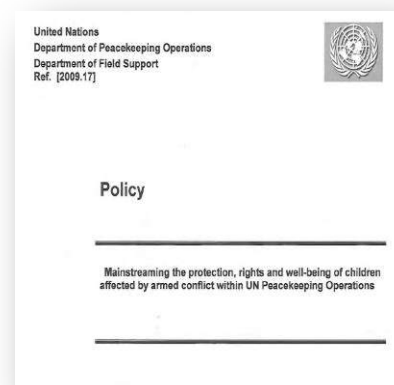 United Nations
Department of Peacekeeping Operations
Department of Field Support
Ref. [2009.17]
Policy
Mainstreaming the protection, rights and well-being of children
affected by armed conflict within UN Peacekeeping Operations